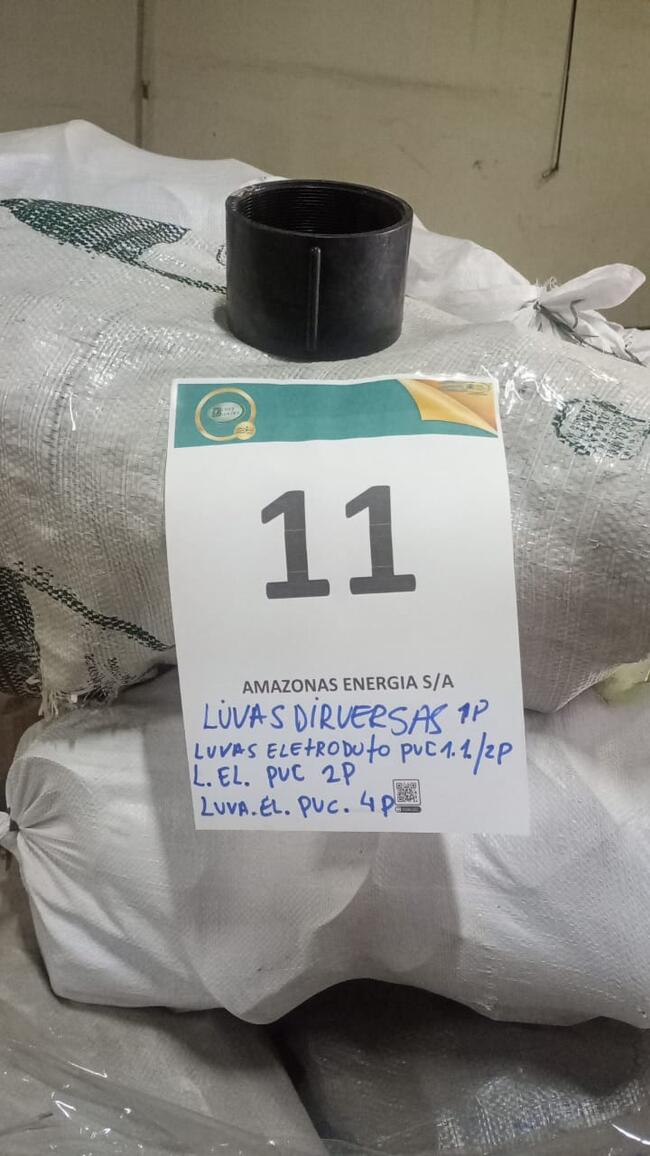 11
AMAZONAS ENERGIA S/A
LUVAS DIRVERSAS 1P
LUVAS ELETRODUTO PVC 1.1/2P
L. EL. PVC 2P
LUVA. EL. PVC. 4P